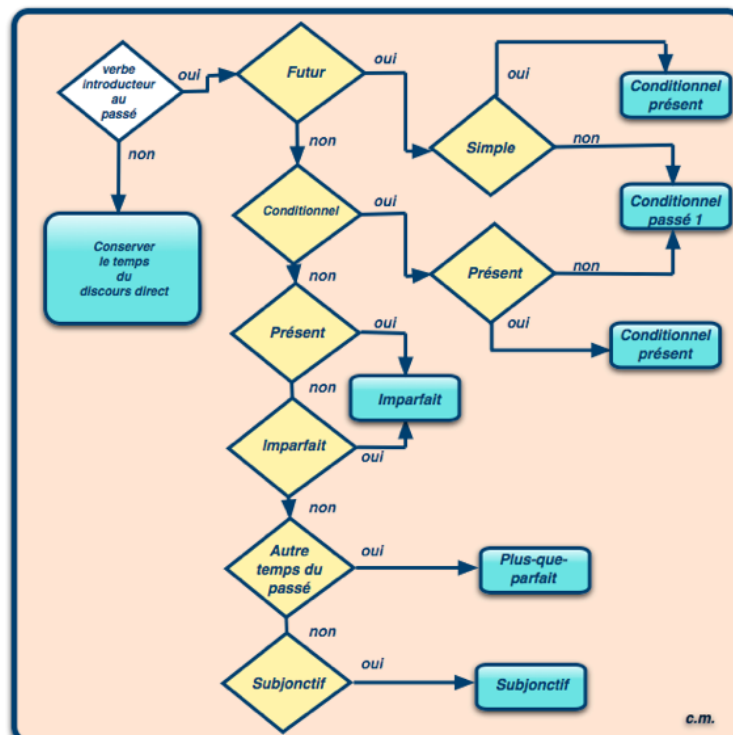 verbe
introducteur
au
passé
oui
Futur
oui
oui
Conditionnel
présent
non
non
Simple
non
Conditionnel
oui
Conditionnel
passé 1
Conserver
le temps
du
discours direct
non
Présent
non
oui
Présent
oui
Conditionnel
présent
non
Imparfait
Imparfait
oui
non
Autre
temps du
passé
oui
Plus-que-
parfait
non
Subjonctif
oui
Subjonctif
c.m.